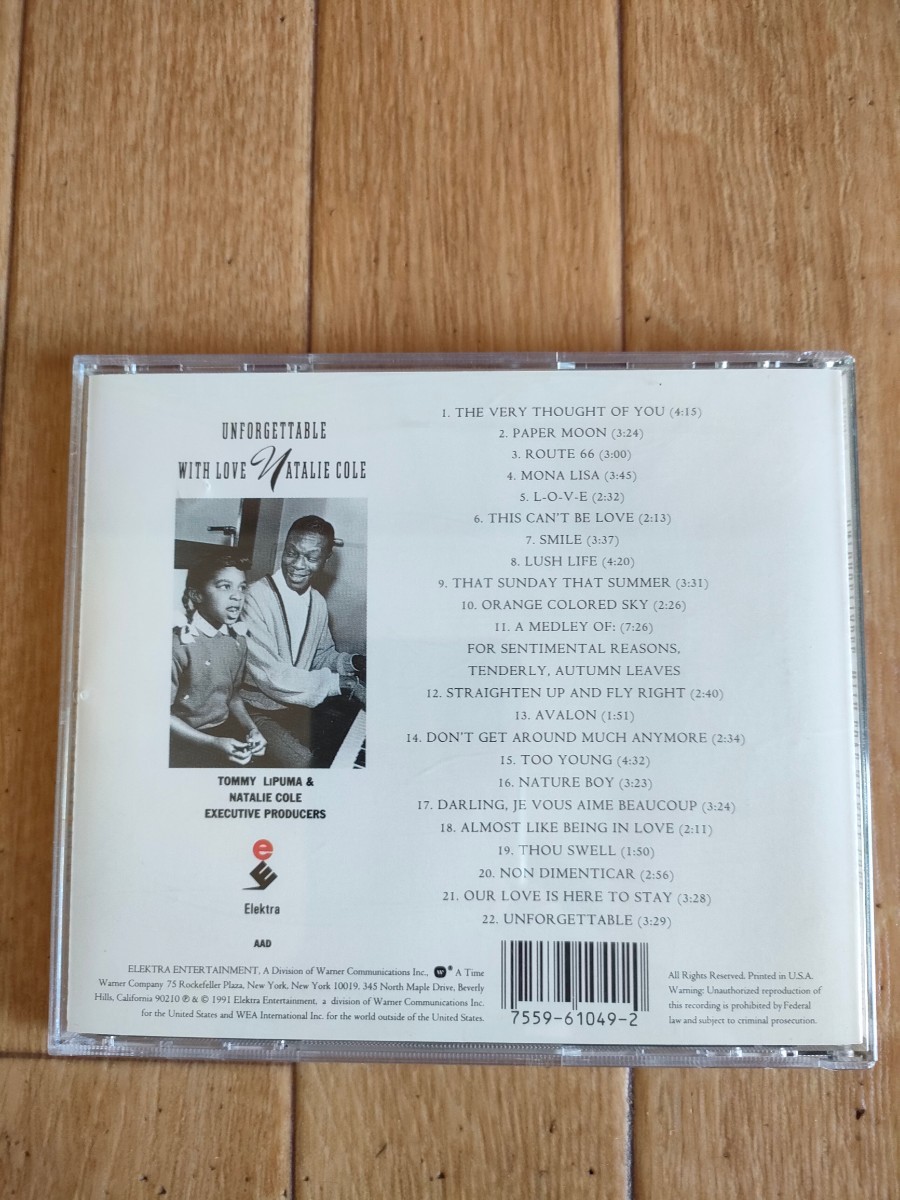 UNFORGETTABLE
WITH LOVE NATALIE COLE
TOMMY LiPUMA &
NATALIE COLE
EXECUTIVE PRODUCERS
e
E
Elektra
AAD
1. THE VERY THOUGHT OF YOU (4:15)
2. PAPER MOON (3:24)
3. ROUTE 66 (3:00)
4. MONA LISA (3:45)
5. L-O-V-E (2:32)
6. THIS CAN'T BE LOVE (2:13)
7. SMILE (3:37)
8. LUSH LIFE (4:20)
9. THAT SUNDAY THAT SUMMER (3:31)
10. ORANGE COLORED SKY (2:26)
11. A MEDLEY OF: (7:26)
FOR SENTIMENTAL REASONS,
TENDERLY, AUTUMN LEAVES
12. STRAIGHTEN UP AND FLY RIGHT (2:40)
13. AVALON (1:51)
14. DON'T GET AROUND MUCH ANYMORE (2:34)
15. TOO YOUNG (4:32)
16. NATURE BOY (3:23)
17. DARLING, JE VOUS AIME BEAUCOUP (3:24)
18. ALMOST LIKE BEING IN LOVE (2:11)
19. THOU SWELL (1:50)
20. NON DIMENTICAR (2:56)
21. OUR LOVE IS HERE TO STAY (3:28)
22. UNFORGETTABLE (3:29)
ELEKTRA ENTERTAINMENT, A Division of Warner Communications Inc., ® A Time
Warner Company 75 Rockefeller Plaza, New York, New York 10019. 345 North Maple Drive, Beverly
Hills, California 90210 ℗ & © 1991 Elektra Entertainment, a division of Warner Communications Inc.
for the United States and WEA International Inc. for the world outside of the United States.
7559-61049-2
All Rights Reserved. Printed in U.S.A.
Warning: Unauthorized reproduction of
this recording is prohibited by Federal
law and subject to criminal prosecution.